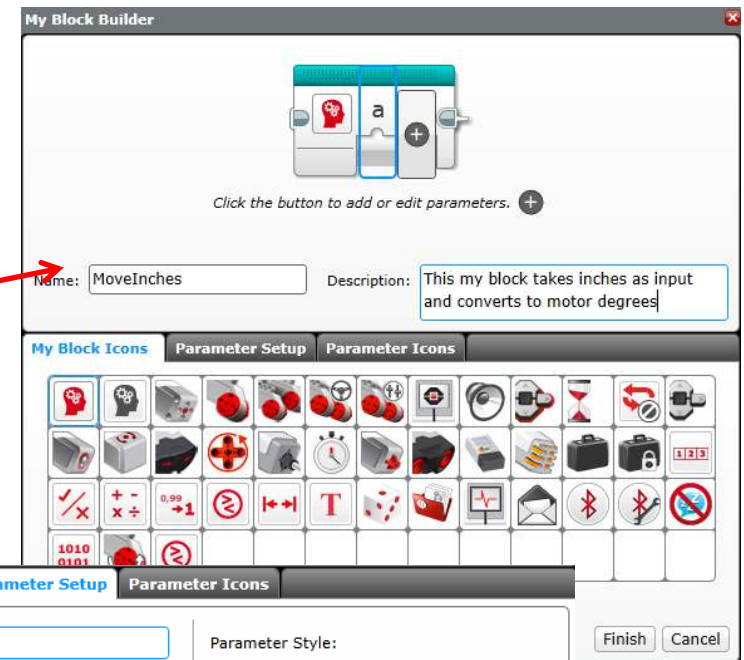 My Block Builder
a
Click the button to add or edit parameters.
Name: MoveInches
Description: This my block takes inches as input
and converts to motor degrees
My Block Icons Parameter Setup Parameter Icons
1 2 3
0,99
1
T
1010
0101
Setup Parameter Icons
Parameter Style:
Finish Cancel